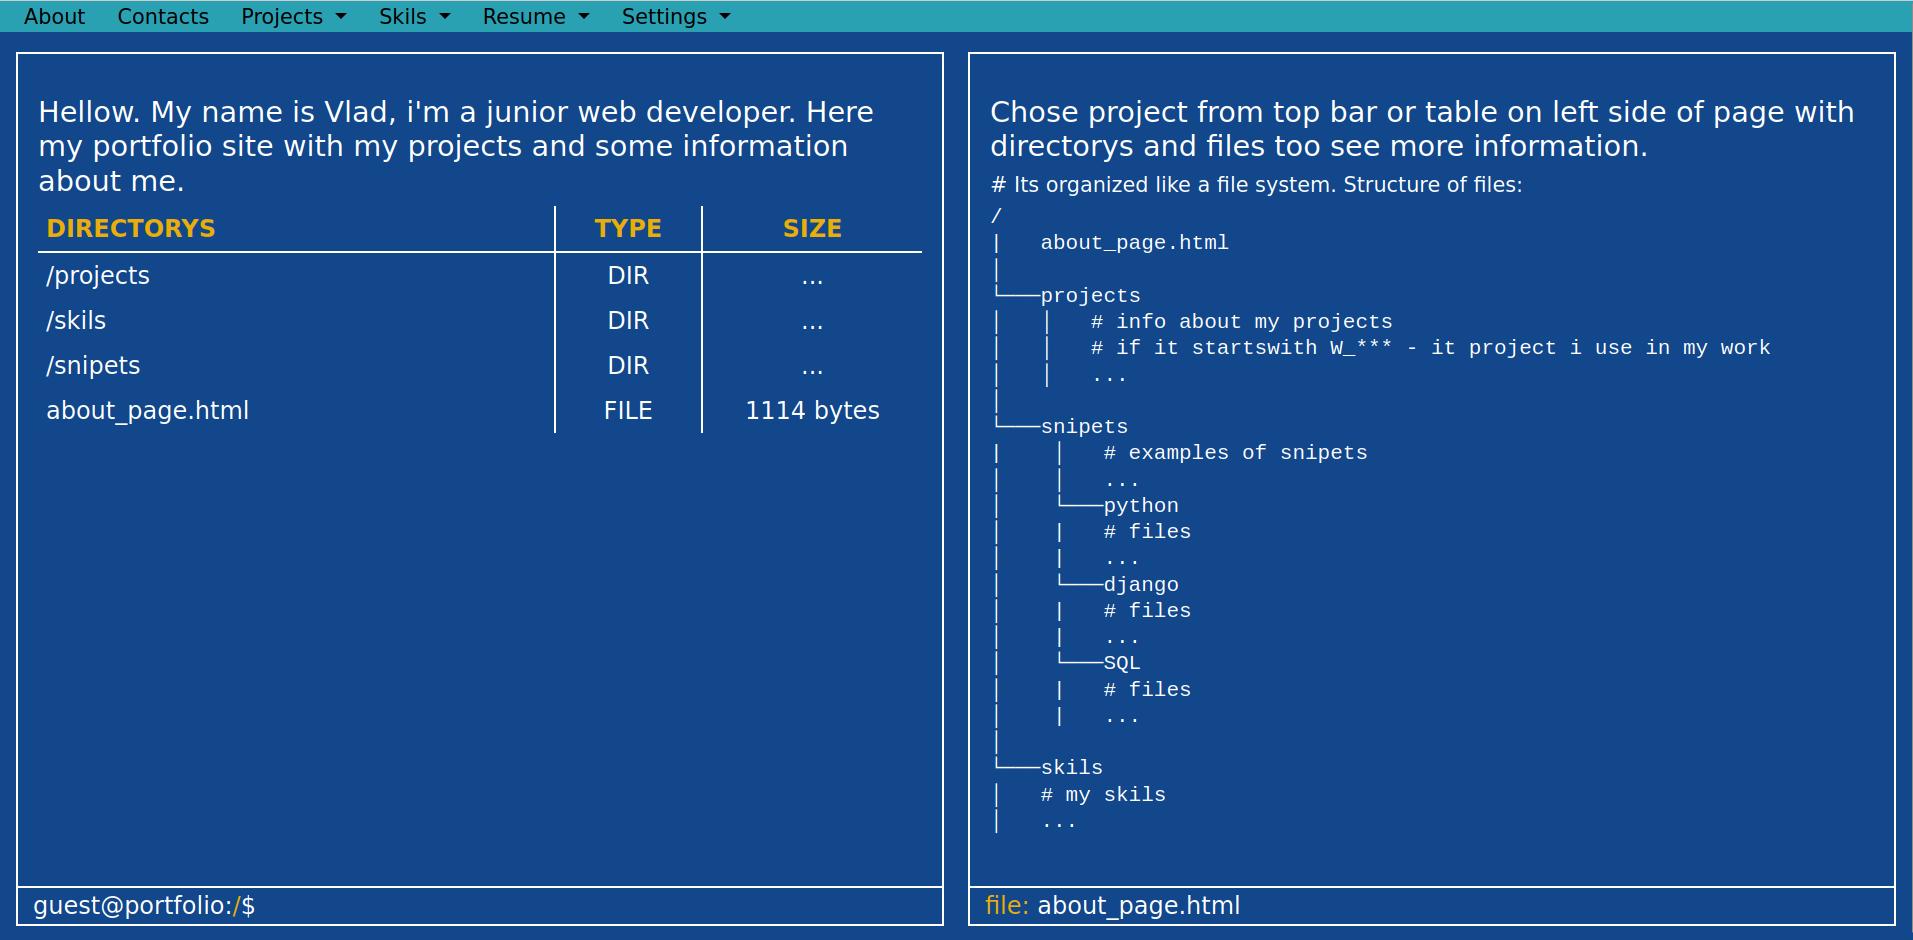 About Contacts Projects Skils Resume Settings
Hellow. My name is Vlad, i'm a junior web developer. Here
my portfolio site with my projects and some information
about me.
DIRECTORYS TYPE SIZE
/projects DIR ...
/skils DIR ...
/snipets DIR ...
about_page.html FILE 1114 bytes
guest@portfolio:/$
Chose project from top bar or table on left side of page with
directorys and files too see more information.
# Its organized like a file system. Structure of files:
/
|   about_page.html
│
└───projects
│   │   # info about my projects
│   │   # if it startswith W_*** - it project i use in my work
│   │   ...
│
└───snipets
|    │   # examples of snipets
│    │   ...
│    └───python
│    |   # files
│    |   ...
│    └───django
│    |   # files
│    |   ...
│    └───SQL
│    |   # files
│    |   ...
│
└───skils
│   # my skils
│   ...
file: about_page.html